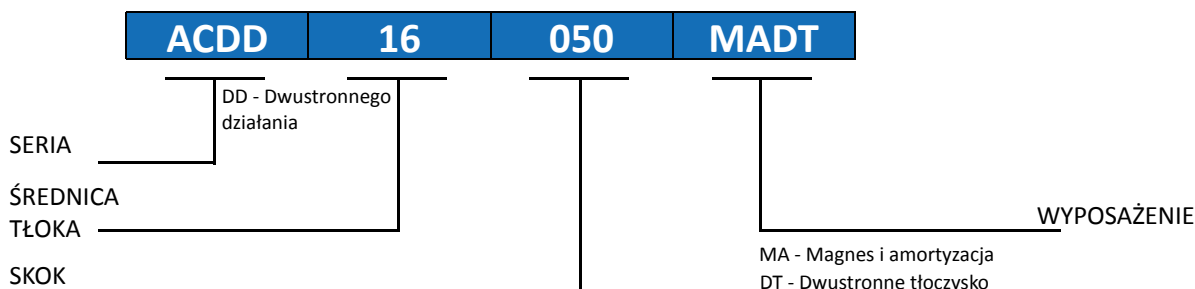 ACDD 16 050 MADT
DD - Dwustronnego
działania
SERIA
ŚREDNICA
TŁOKA
WYPOSAŻENIE
MA - Magnes i amortyzacja
SKOK
DT - Dwustronne tłoczysko